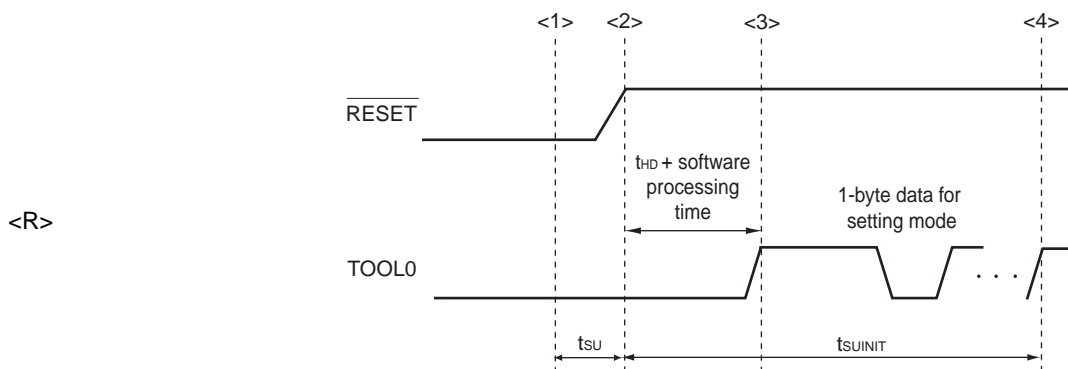 <1> <2> <3> <4>
RESET
tHD + software
processing
time
1-byte data for
setting mode
<R>
TOOL0
. . .
tSU
tSUINIT